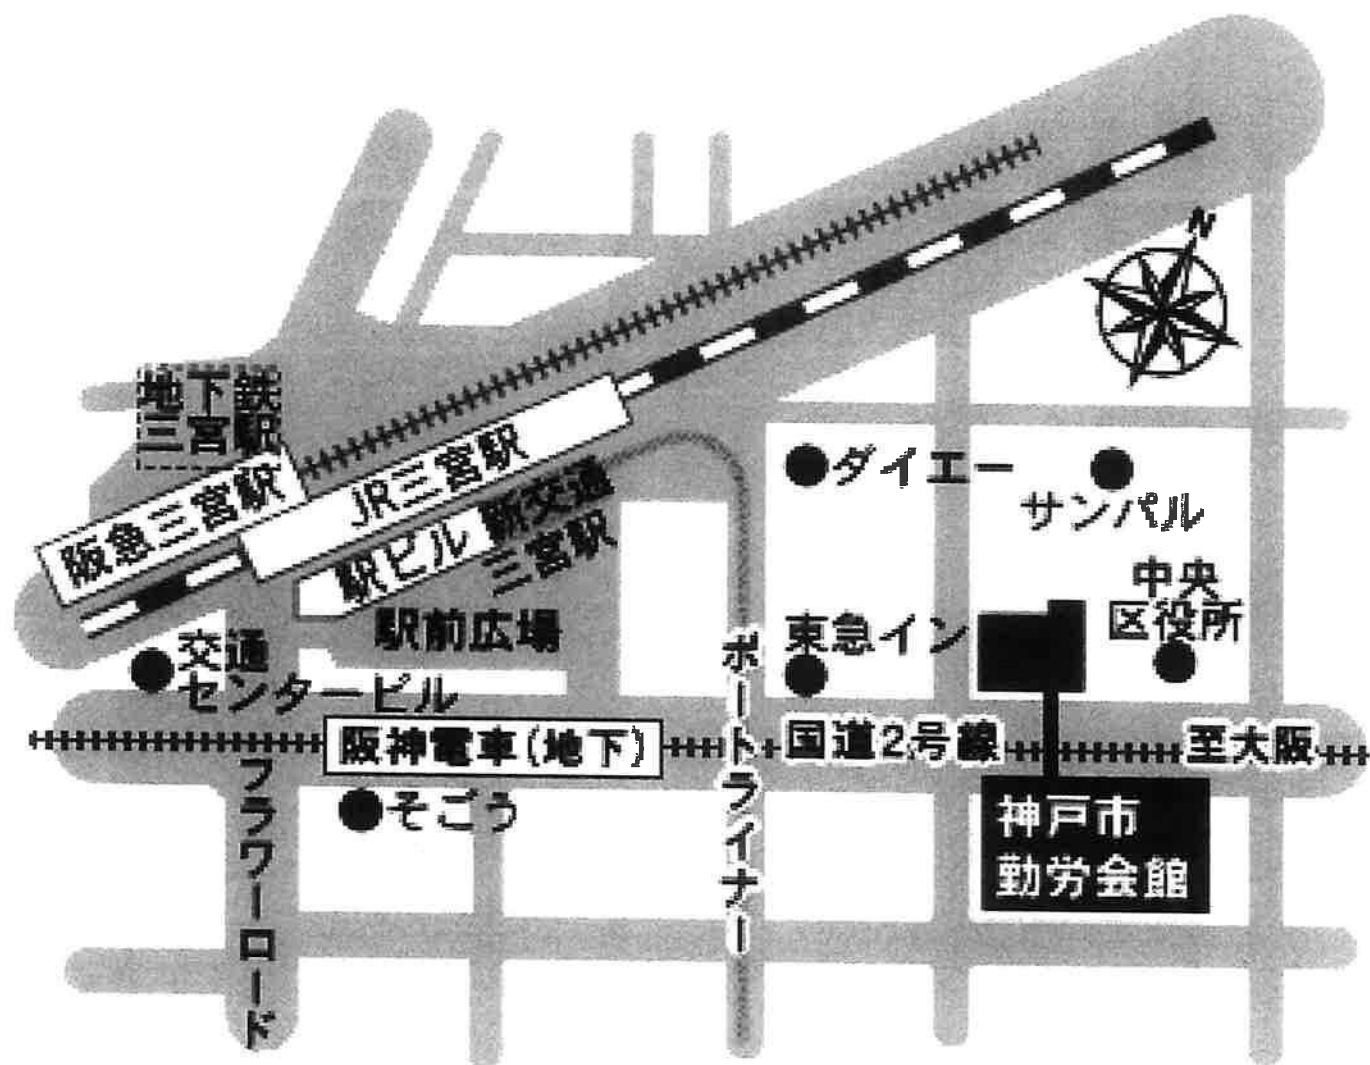 N
地下鉄
三宮駅
阪急三宮駅
JR三宮駅
駅ビル
新交通
三宮駅
駅前広場
ダイエー
サンパル
中央
区役所
東急イン
交通
センタービル
ポートライナー
阪神電車(地下)
国道2号線
至大阪
そごう
フラワーロード
神戸市
勤労会館